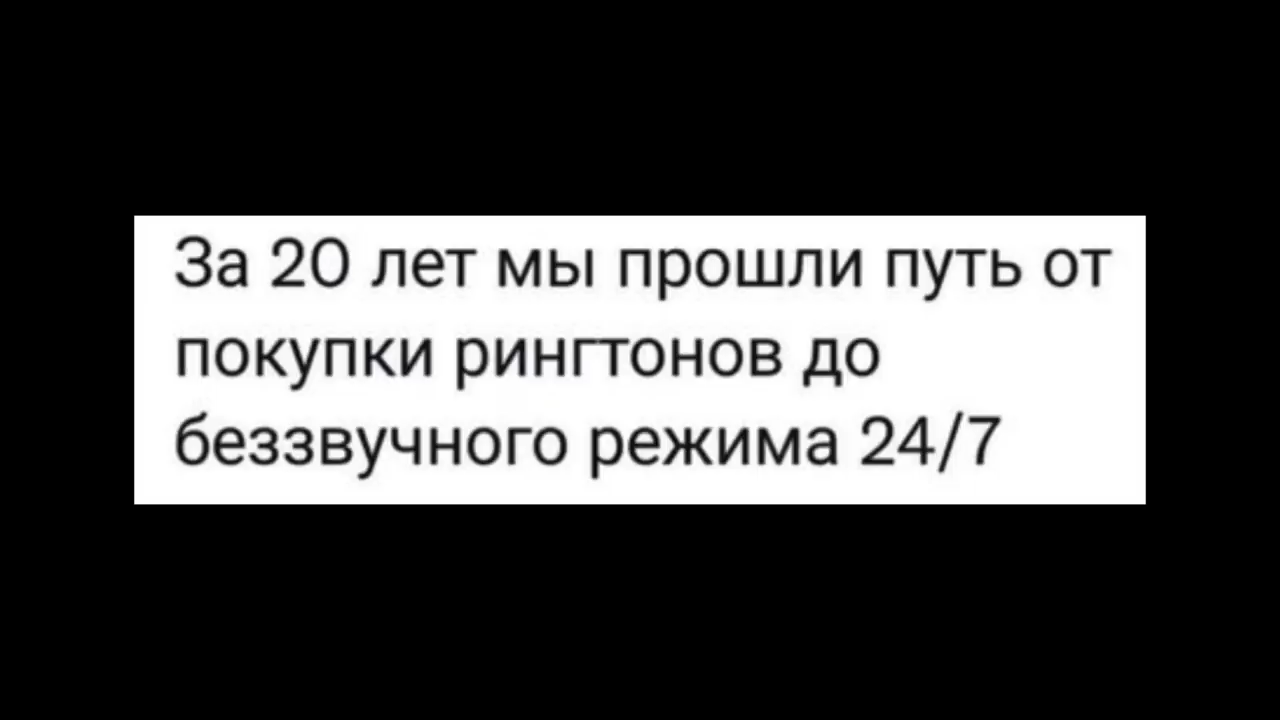 За 20 лет мы прошли путь от
покупки рингтонов до
беззвучного режима 24/7